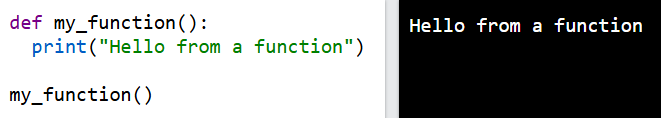 def my_function():
  print("Hello from a function")

my_function()
Hello from a function